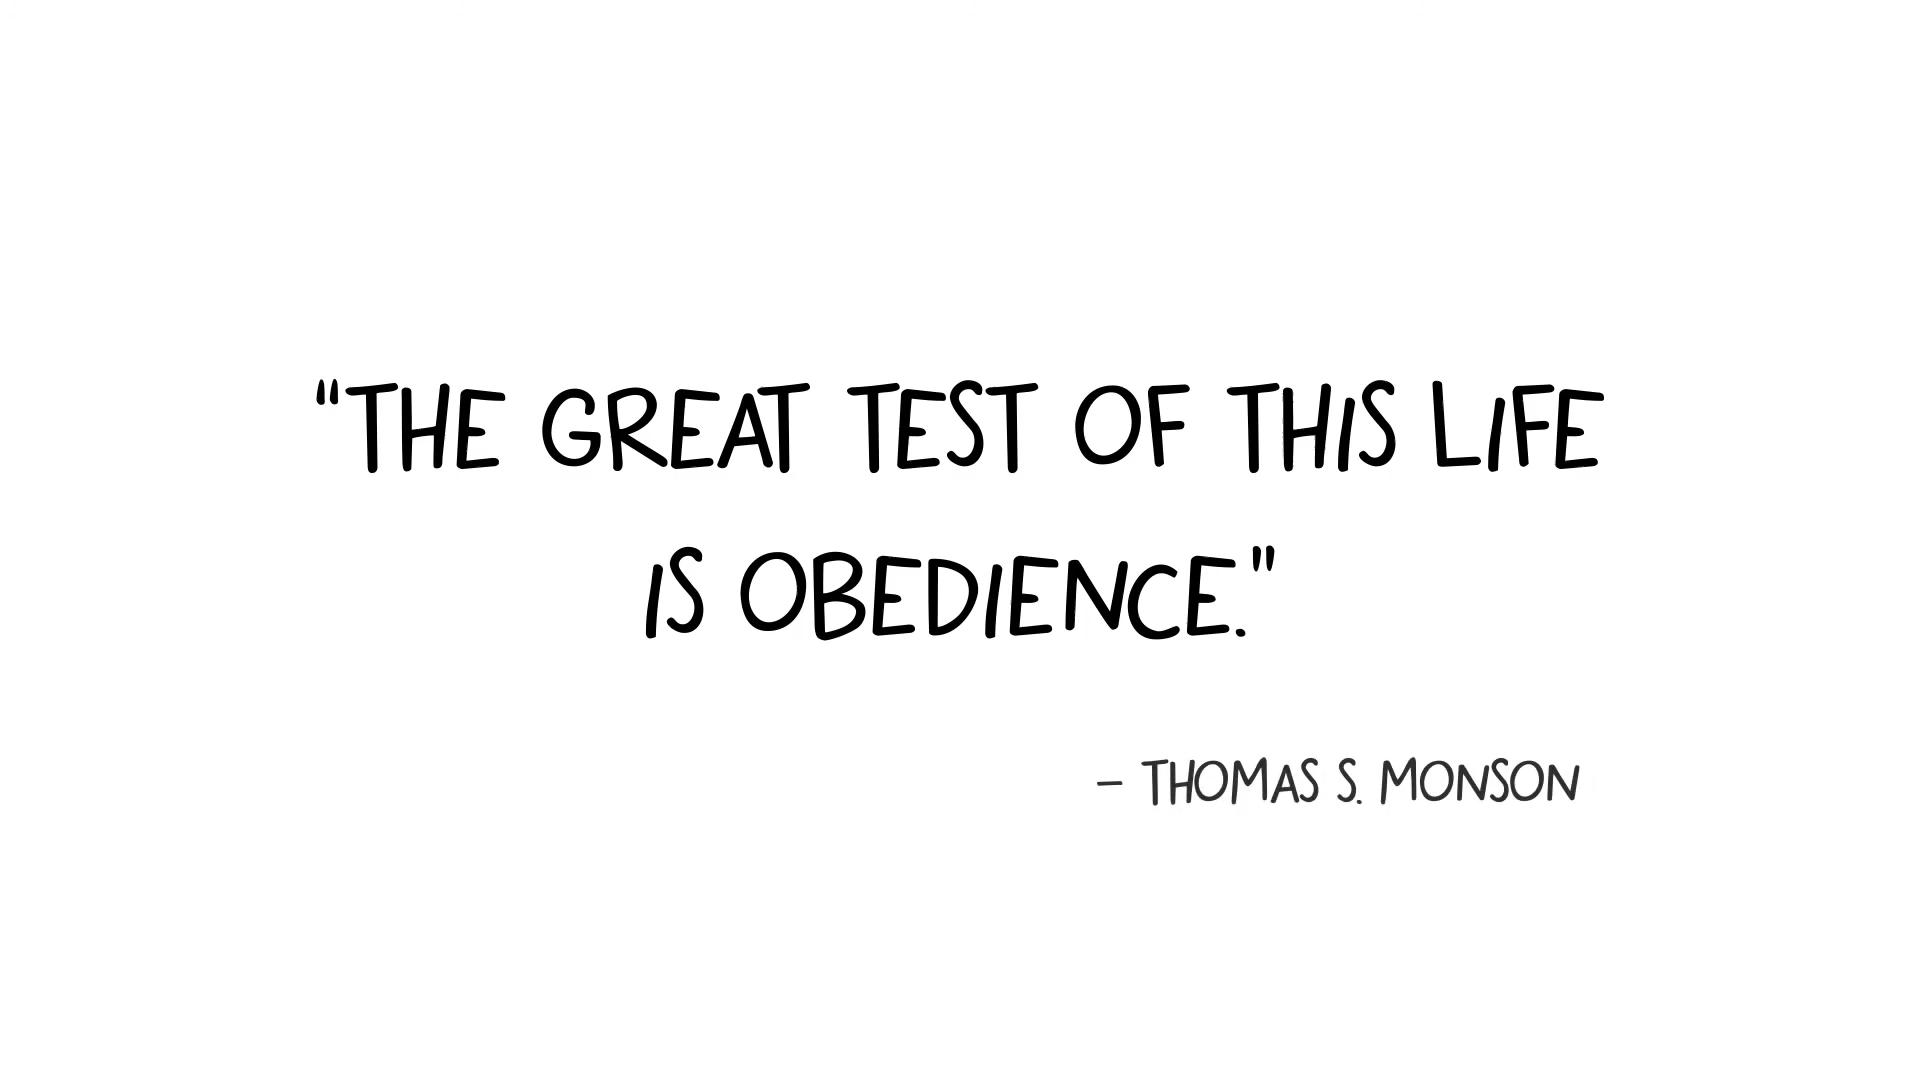 "THE GREAT TEST OF THIS LIFE
IS OBEDIENCE."
– THOMAS S. MONSON